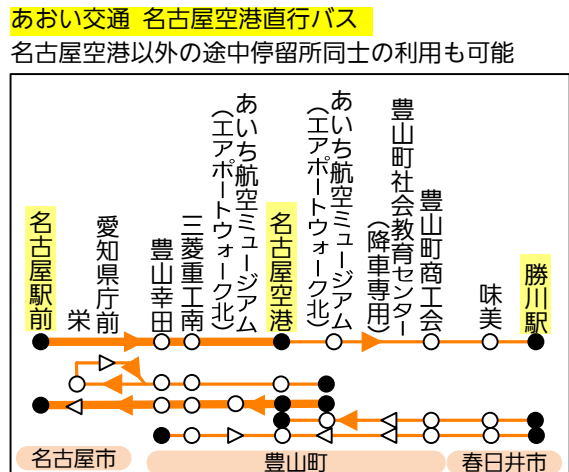 あおい交通 名古屋空港直行バス
名古屋空港以外の途中停留所同士の利用も可能
名古屋駅前
栄
愛知県庁前
豊山幸田
三菱重工南
あいち航空ミュージアム
(エアポートウォーク北)
名古屋空港
あいち航空ミュージアム
(エアポートウォーク北)
豊山町社会教育センター
(降車専用)
豊山町商工会
味美
勝川駅
名古屋市
豊山町
春日井市